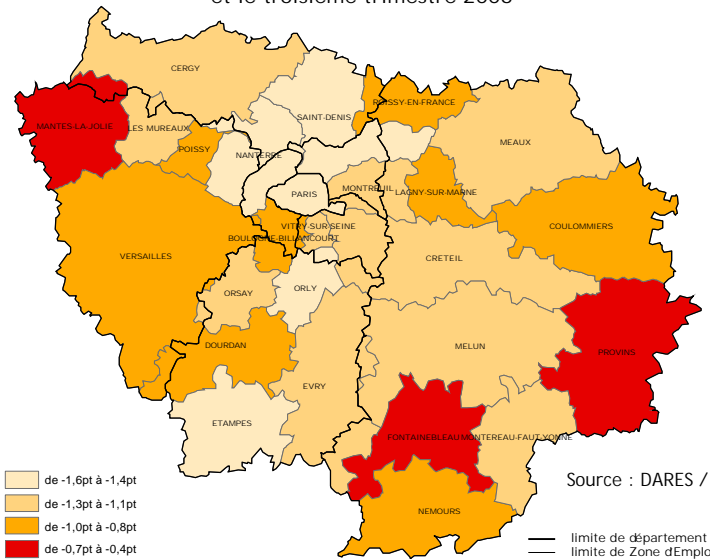 et le troisième trimestre
CERGY
SAINT-DENIS
ROISSY-EN-FRANCE
MANTES-LA-JOLIE
LES MUREAUX
POISSY
NANTERRE
MEAUX
PARIS
MONTREUIL
LAGNY-SUR-MARNE
COULOMMIERS
VITRY-SUR-SEINE
BOULOGNE-BILLANCOURT
VERSAILLES
CRETEIL
ORSAY
ORLY
DOURDAN
MELUN
PROVINS
EVRY
ETAMPES
FONTAINEBLEAU
MONTEREAU-FAUT-YONNE
NEMOURS
de -1,6pt à -1,4pt
de -1,3pt à -1,1pt
de -1,0pt à -0,8pt
de -0,7pt à -0,4pt
Source : DARES /
limite de département
limite de Zone d'Emplo